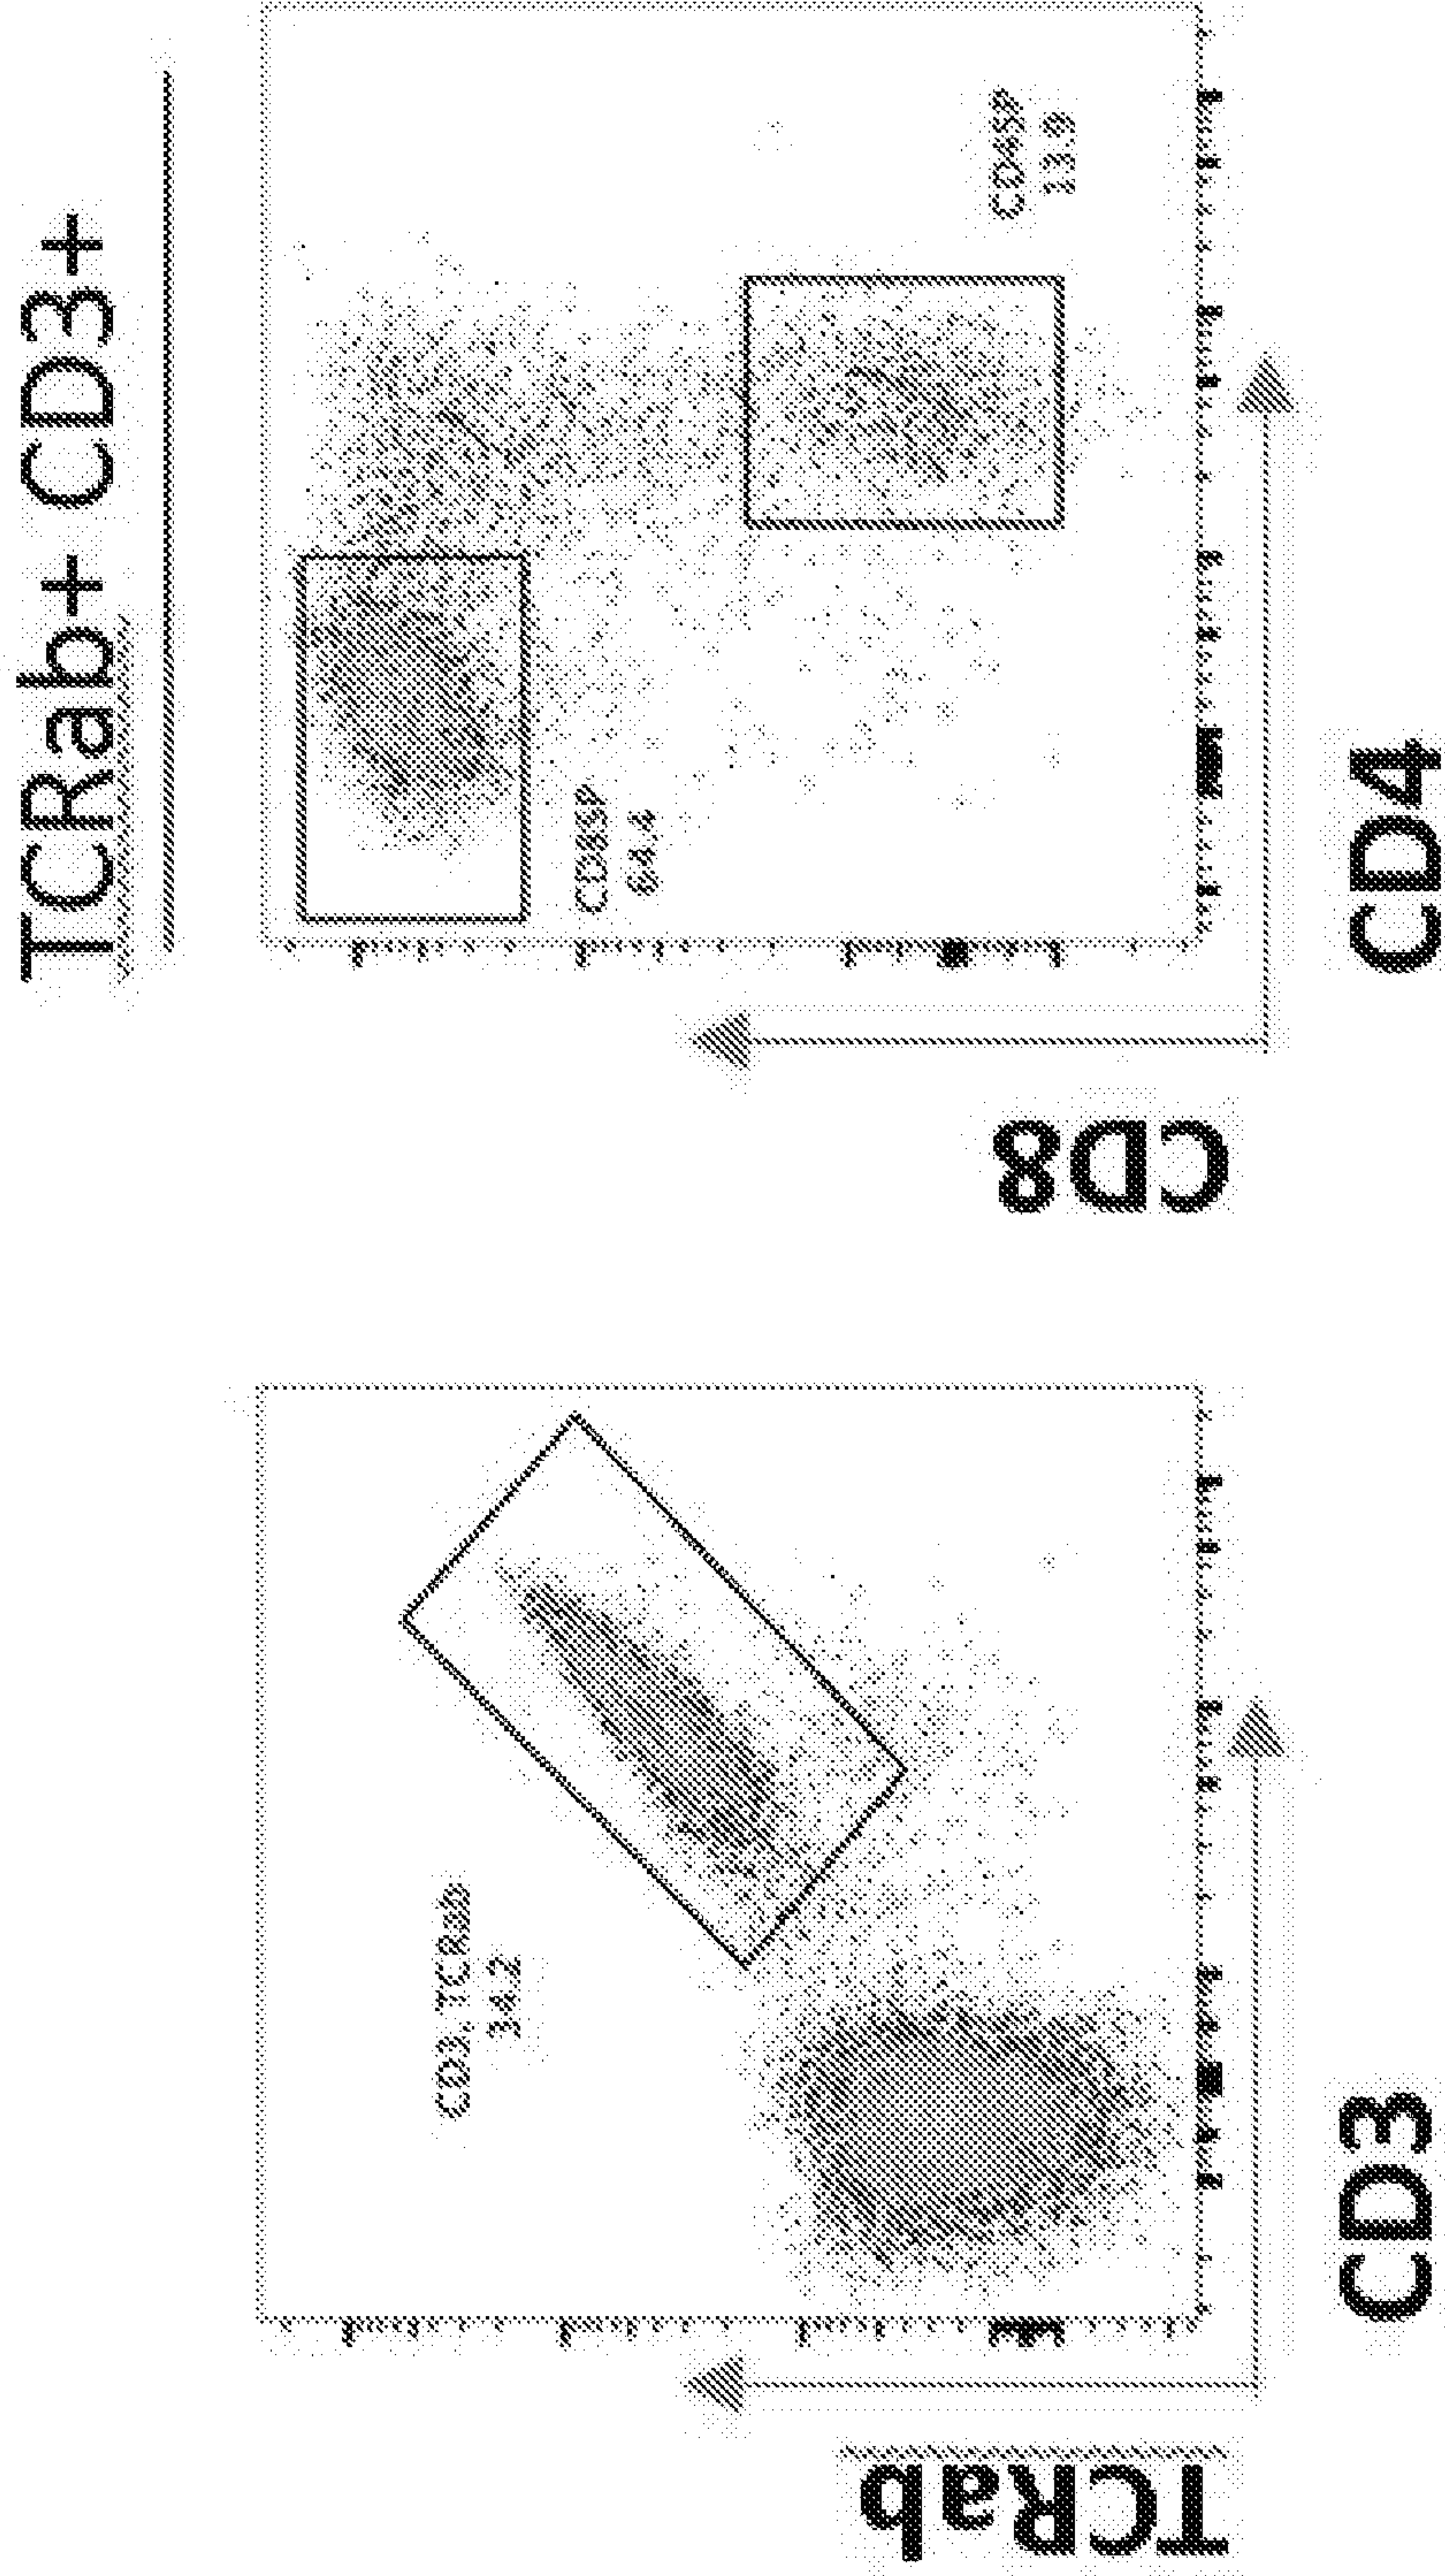 TCRab+ CD3+
CD3, TCRab
34.2
TCRab
CD3
CD8SP
64.4
CD4SP
13.9
CD8
CD4